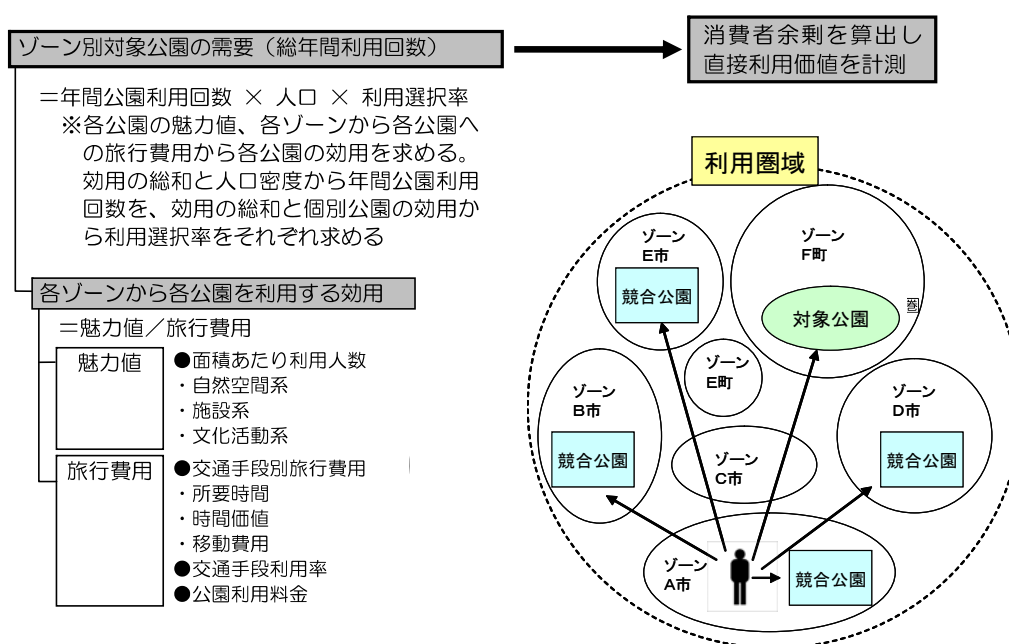 ゾーン別対象公園の需要（総年間利用回数）
消費者余剰を算出し
直接利用価値を計測
＝年間公園利用回数 × 人口 × 利用選択率
※各公園の魅力値、各ゾーンから各公園へ
の旅行費用から各公園の効用を求める。
効用の総和と人口密度から年間公園利用
回数を、効用の総和と個別公園の効用か
ら利用選択率をそれぞれ求める
各ゾーンから各公園を利用する効用
＝魅力値／旅行費用
魅力値
●面積あたり利用人数
・自然空間系
・施設系
・文化活動系
旅行費用
●交通手段別旅行費用
・所要時間
・時間価値
・移動費用
●交通手段利用率
●公園利用料金
利用圏域
ゾーン
E市
競合公園
ゾーン
F町
対象公園
ゾーン
E町
ゾーン
B市
競合公園
ゾーン
D市
競合公園
ゾーン
C市
ゾーン
A市
競合公園